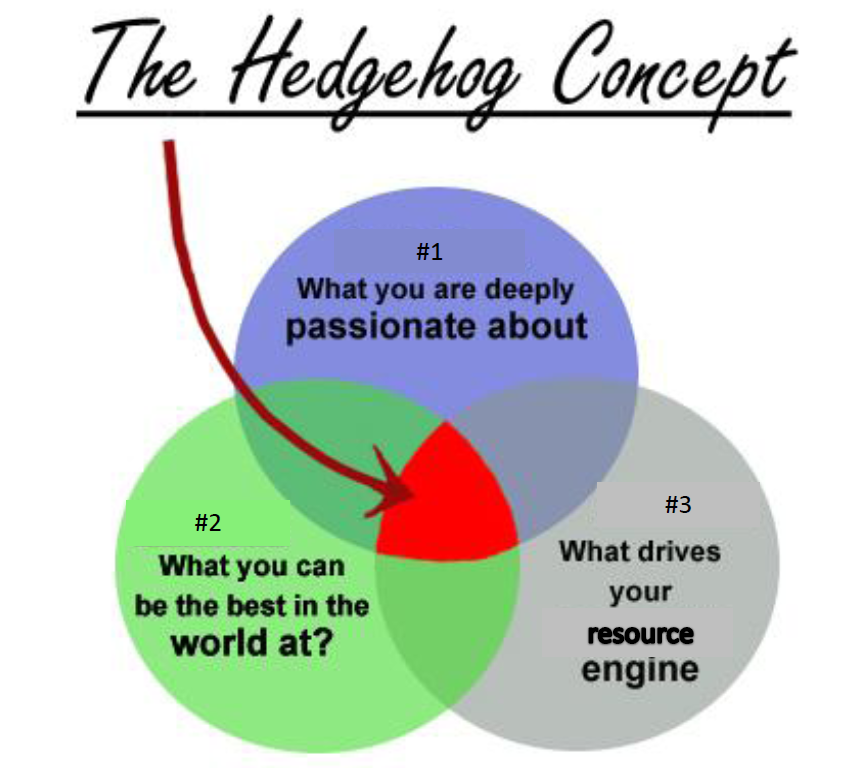 The Hedgehog Concept
#1
What you are deeply
passionate about
#2
What you can
be the best in the
world at?
#3
What drives
your
resource
engine